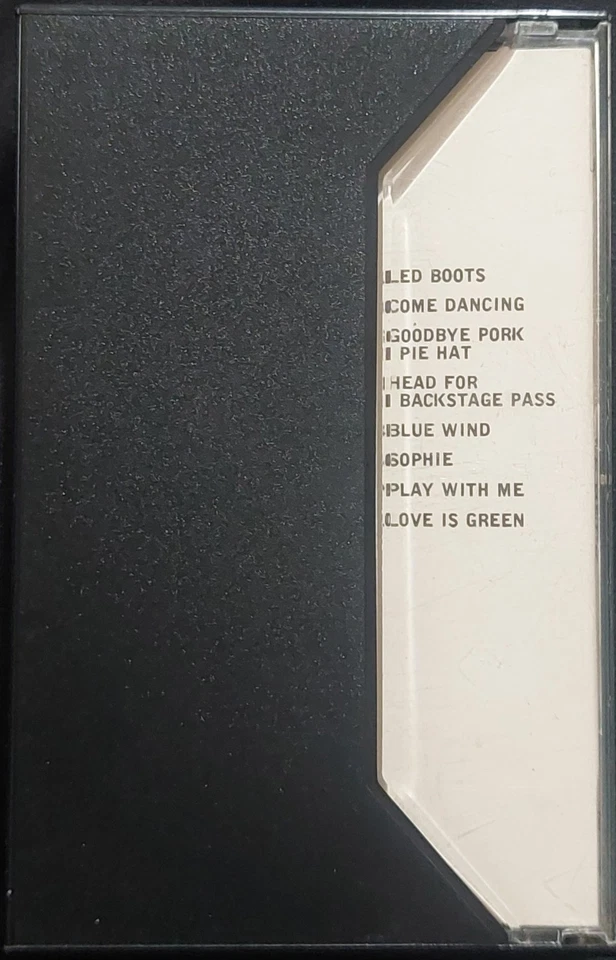 LED BOOTS
COME DANCING
GOODBYE PORK
PIE HAT
HEAD FOR
BACKSTAGE PASS
BLUE WIND
SOPHIE
PLAY WITH ME
LOVE IS GREEN